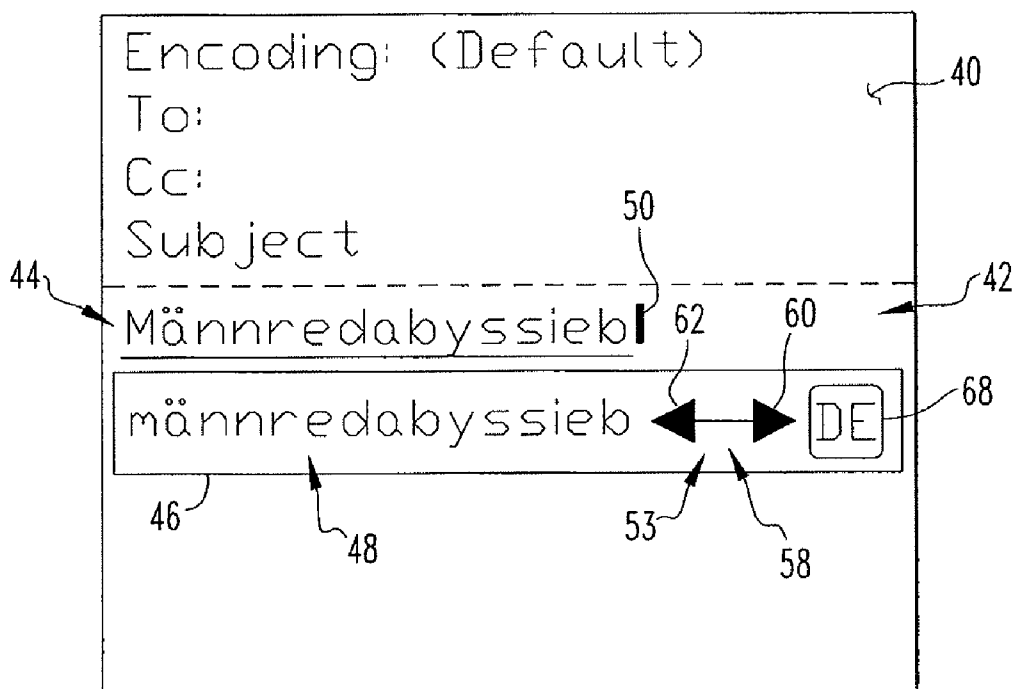 Encoding: (Default)
40
To:
Cc:
Subject
50
44
42
Männredabyssieb
62
60
68
männredabyssieb
DE
46
48
53
58